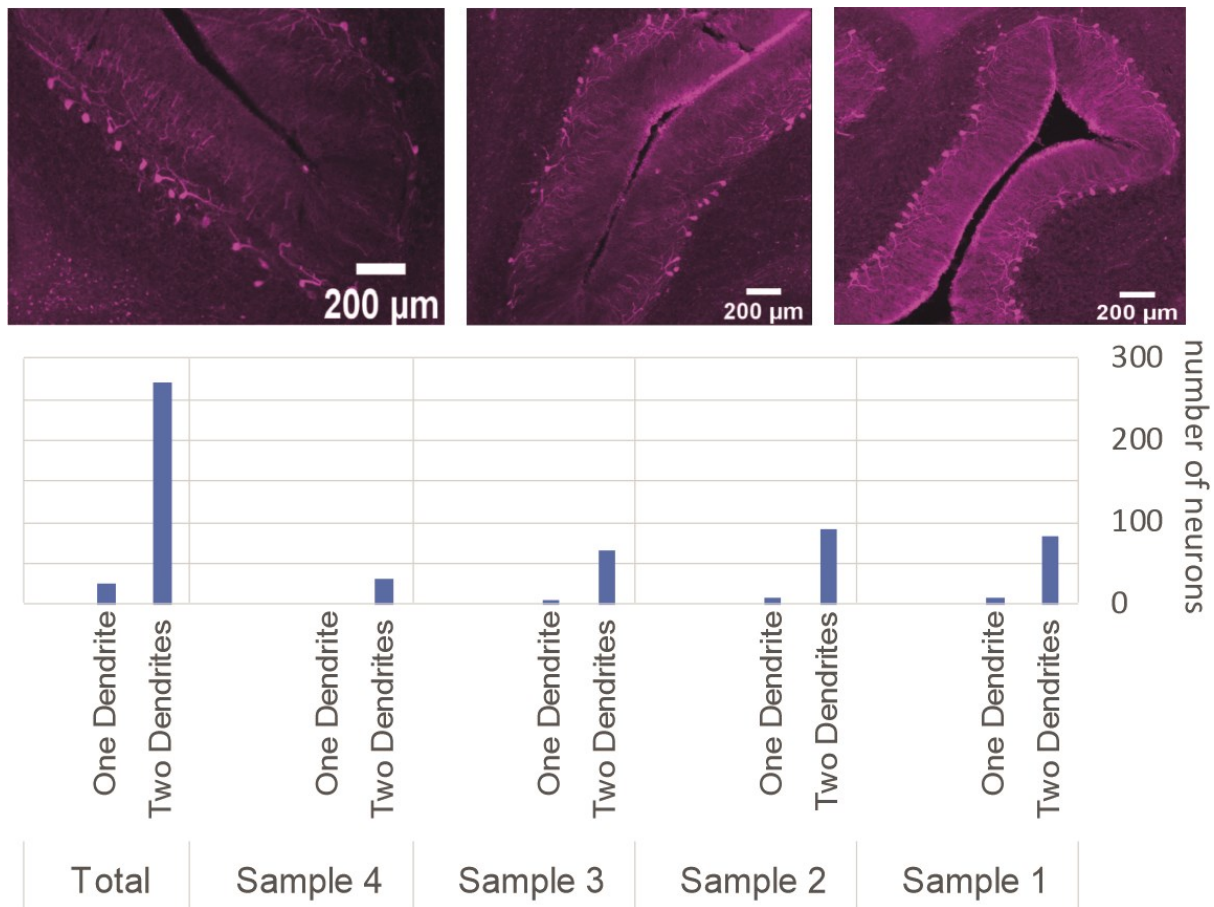 200 µm
200 µm
200 µm
300
200
100
0
number of neurons
One Dendrite
Two Dendrites
One Dendrite
Two Dendrites
One Dendrite
Two Dendrites
One Dendrite
Two Dendrites
One Dendrite
Two Dendrites
Total
Sample 4
Sample 3
Sample 2
Sample 1